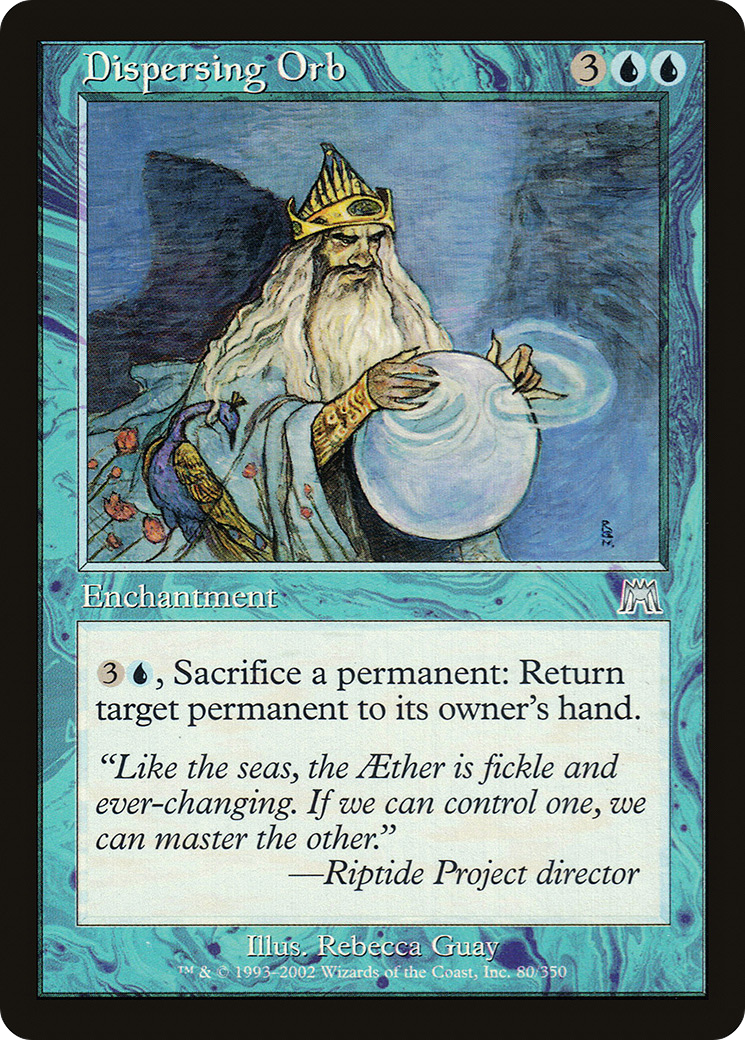 Dispersing Orb 3
Enchantment
3, Sacrifice a permanent: Return
target permanent to its owner's hand.
“Like the seas, the Æther is fickle and
ever-changing. If we can control one, we
can master the other.”
—Riptide Project director
Illus. Rebecca Guay
™ & © 1993-2002 Wizards of the Coast, Inc. 80/350